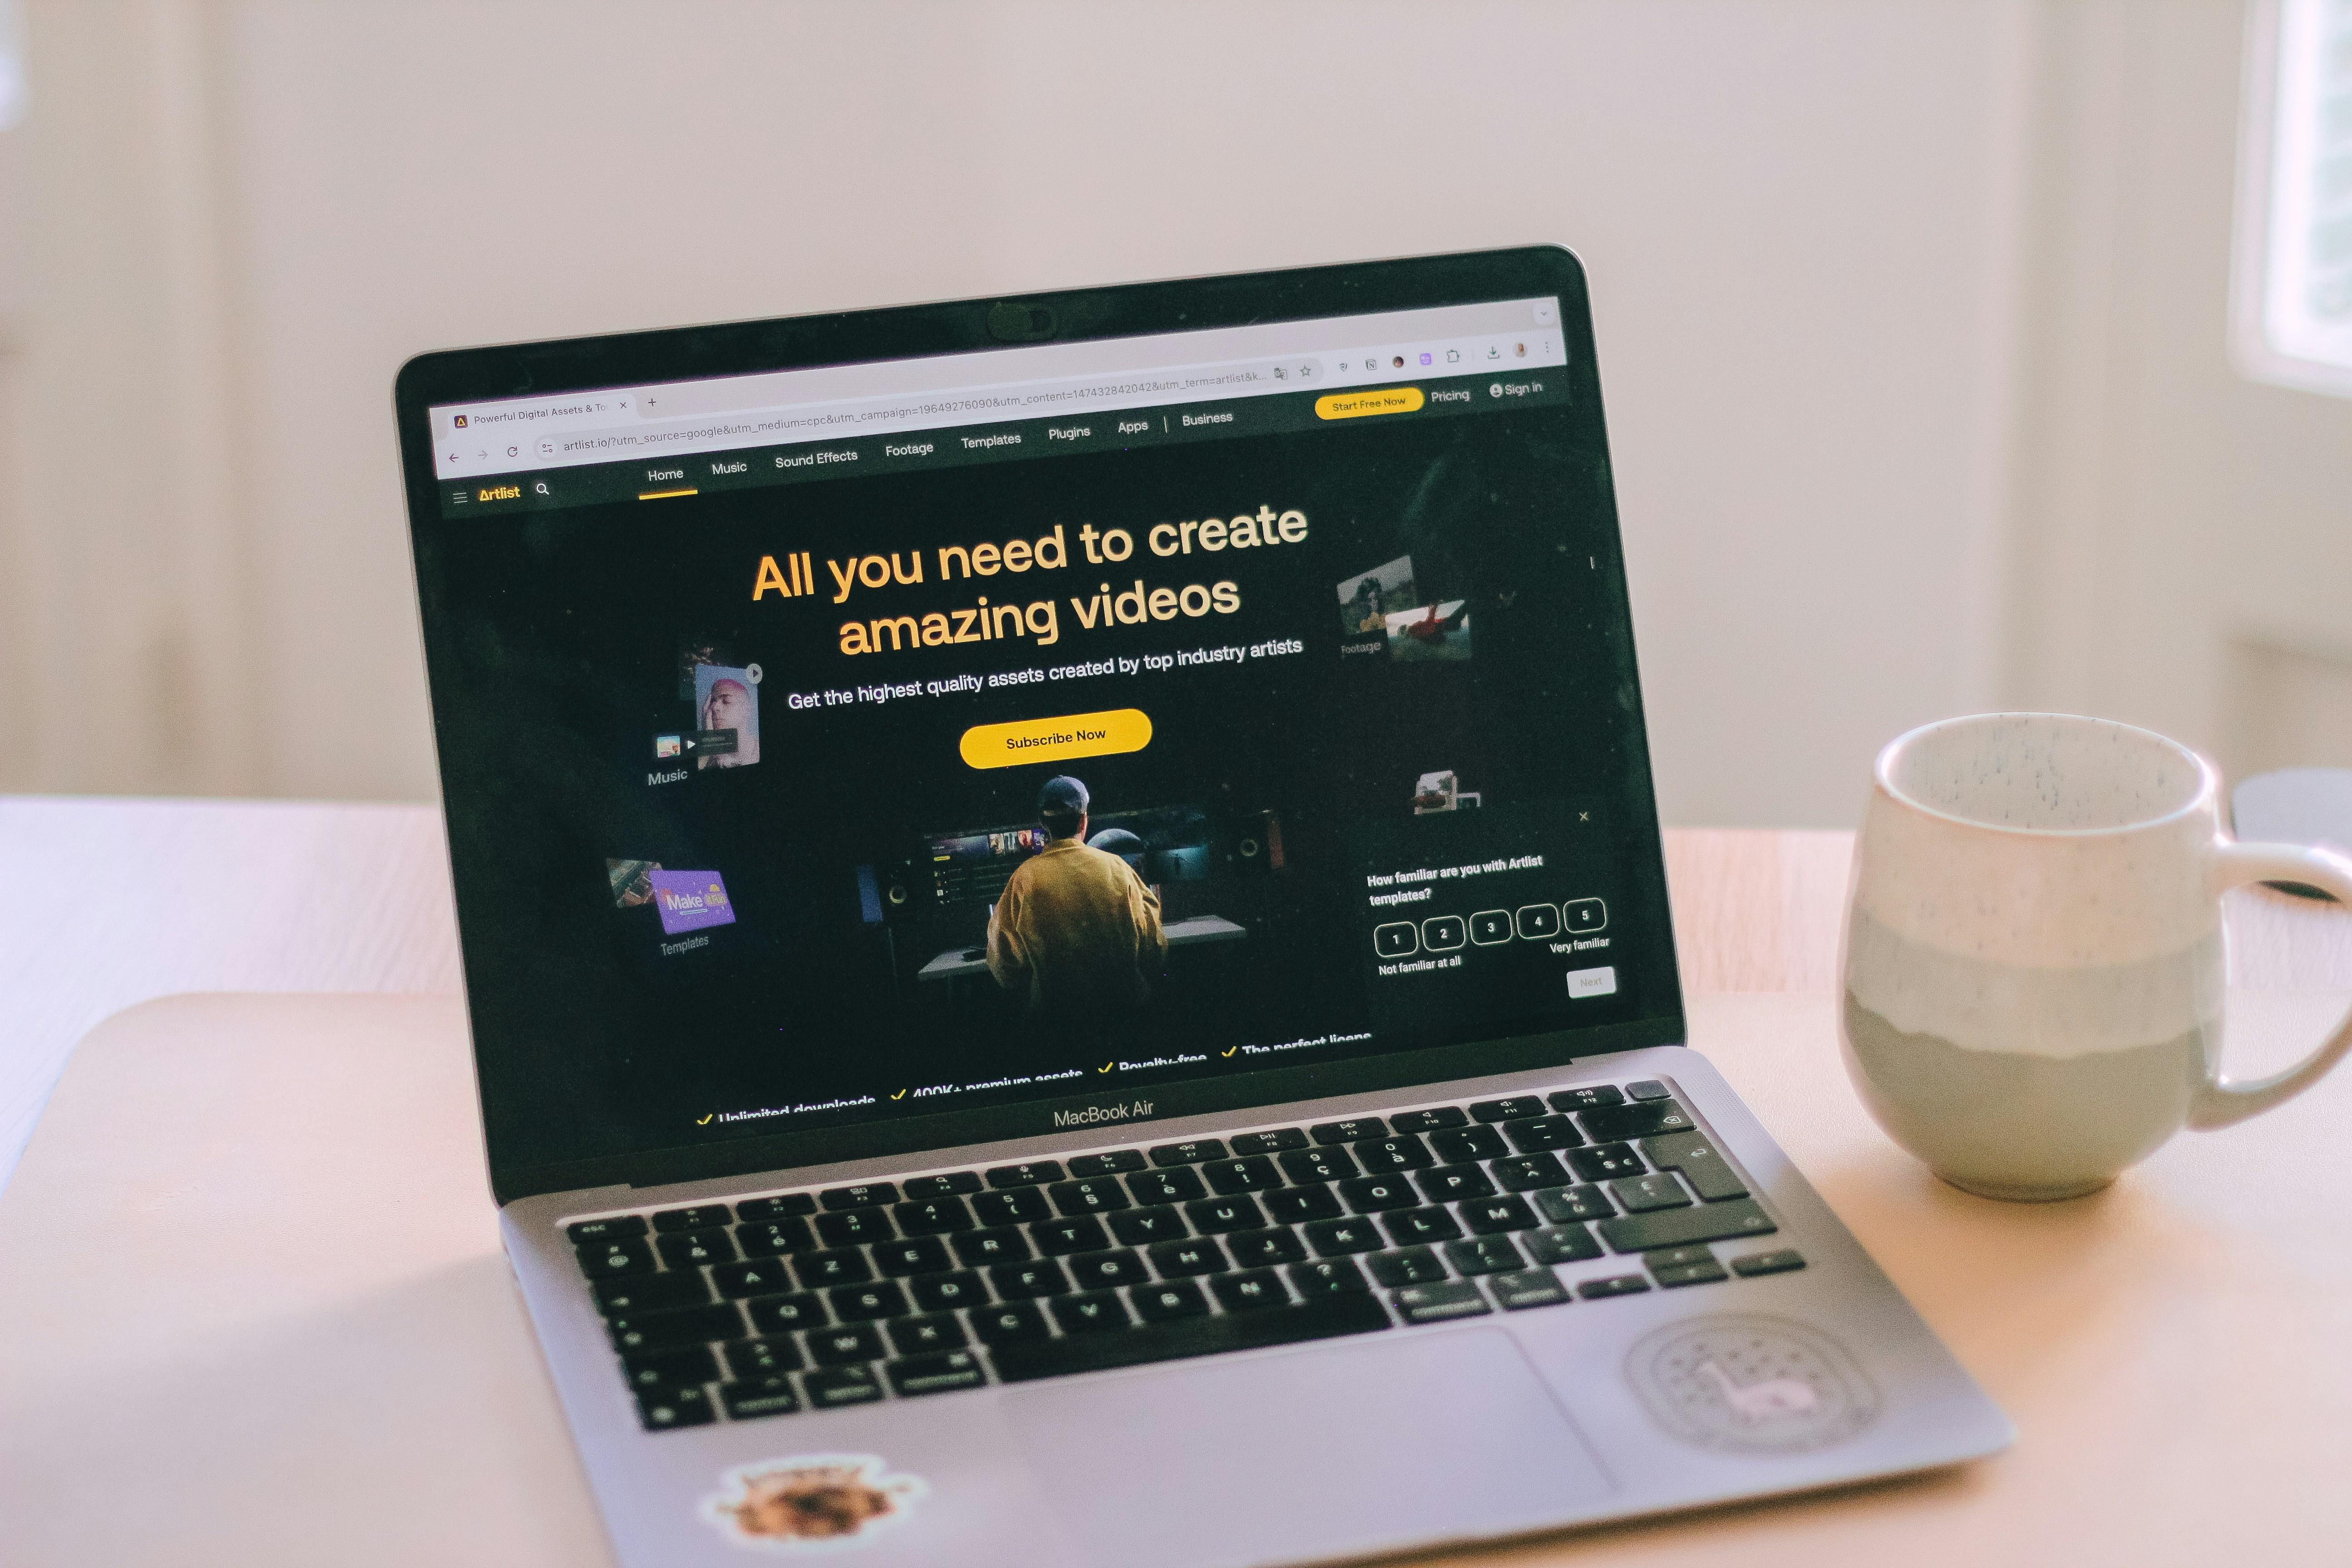 Powerful Digital Assets & To
artlist.io/?utm_source=google&utm_medium=cpc&utm_campaign=19649276090&utm_content=147432842042&utm_term=artlist&k...
Artlist
Home Music Sound Effects Footage Templates Plugins Apps | Business
Start Free Now Pricing Sign in
All you need to create
amazing videos
Get the highest quality assets created by top industry artists
Subscribe Now
Footage
Music
Make
Templates
How familiar are you with Artlist
templates?
1 2 3 4 5
Not familiar at all Very familiar
Next
Unlimited downloads 400K+ premium assets Royalty-free The perfect licens
MacBook Air
esc
A Z E R T Y U I O P
Q S D F G H J K L M
W X C V B N
command
command